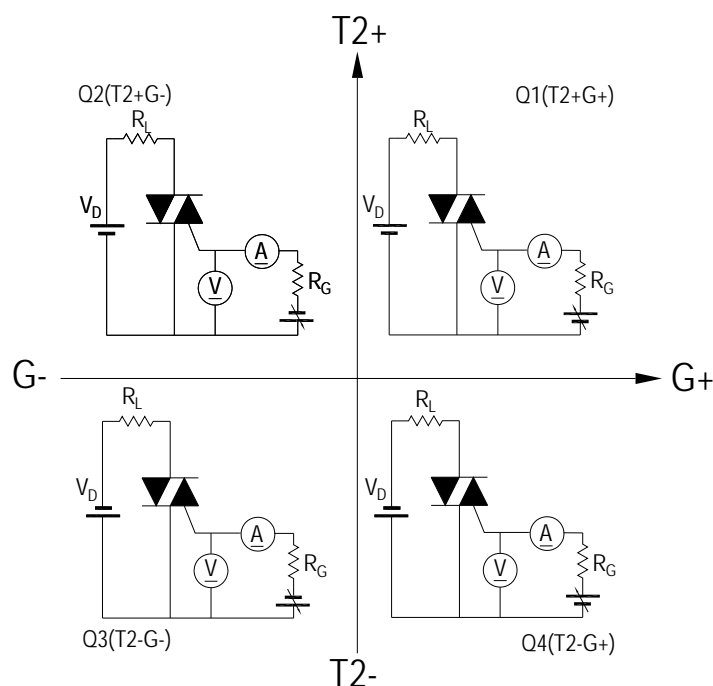 T2+
Q2(T2+G-)
Q1(T2+G+)
RL
RL
VD
VD
A
A
V
RG
V
RG
G-
G+
RL
RL
VD
VD
A
A
V
RG
V
RG
Q3(T2-G-)
Q4(T2-G+)
T2-